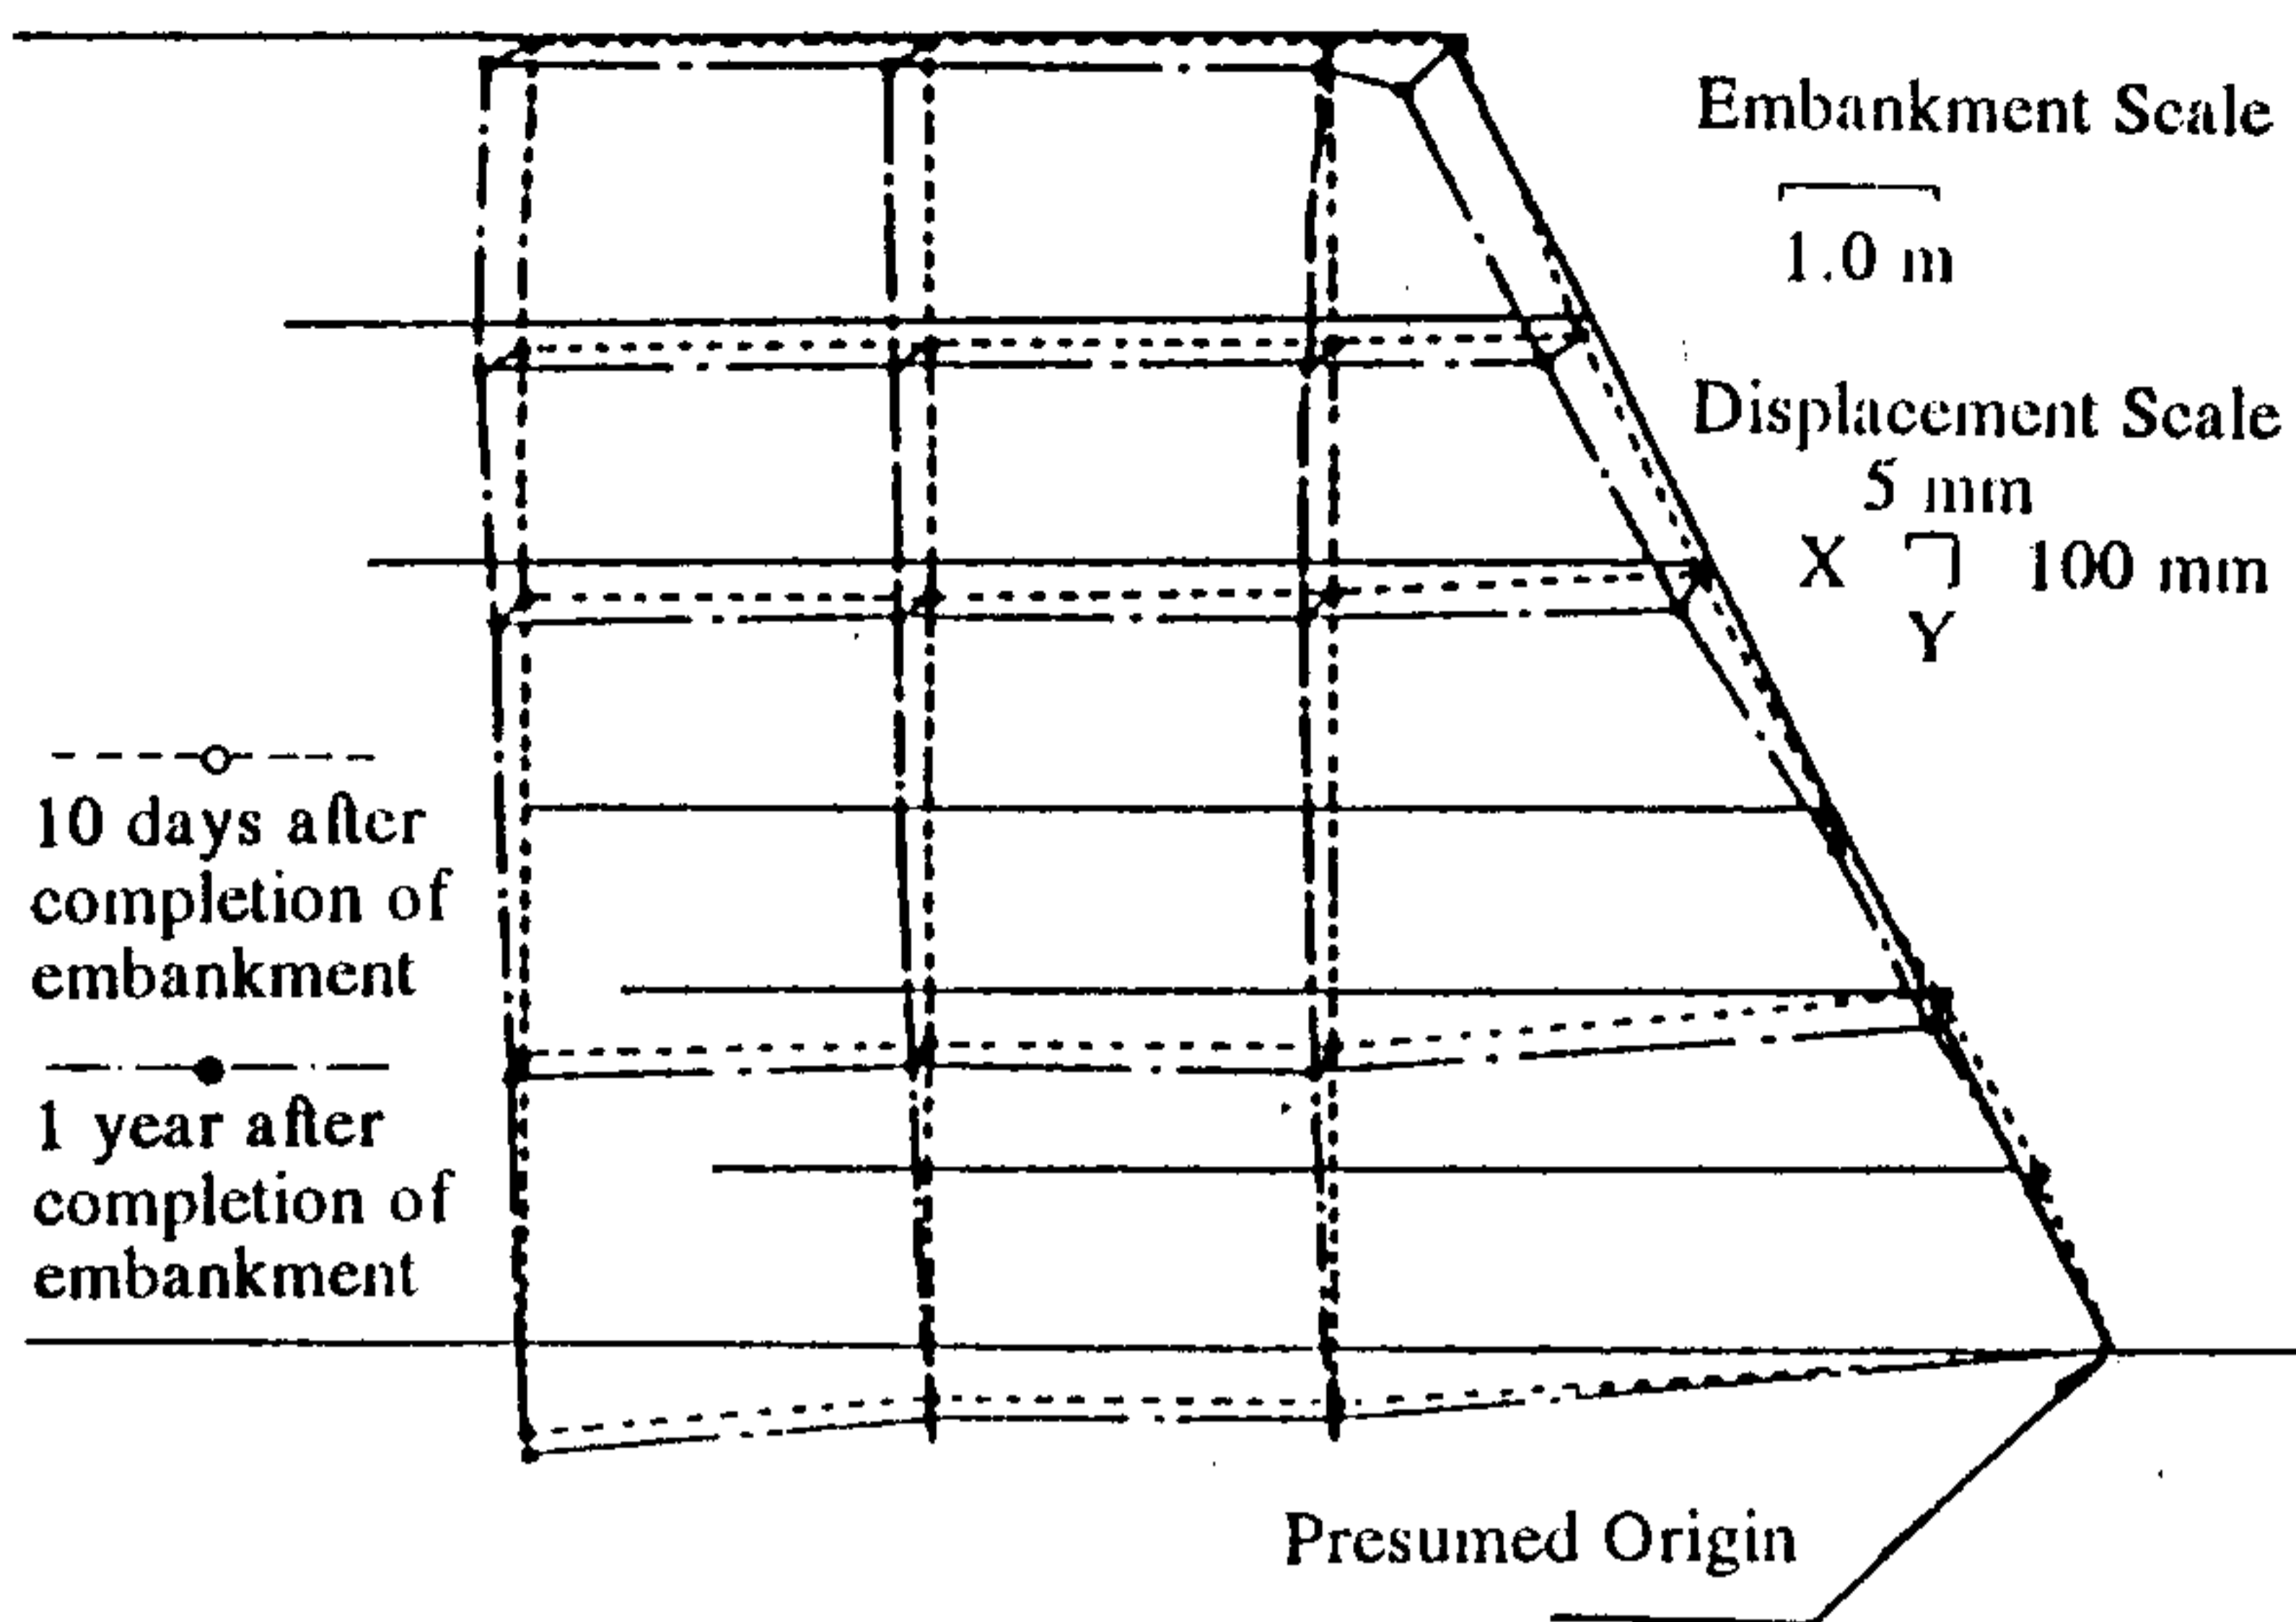 Embankment Scale
1.0 m
Displacement Scale
5 mm
X 100 mm
Y
10 days after
completion of
embankment
1 year after
completion of
embankment
Presumed Origin